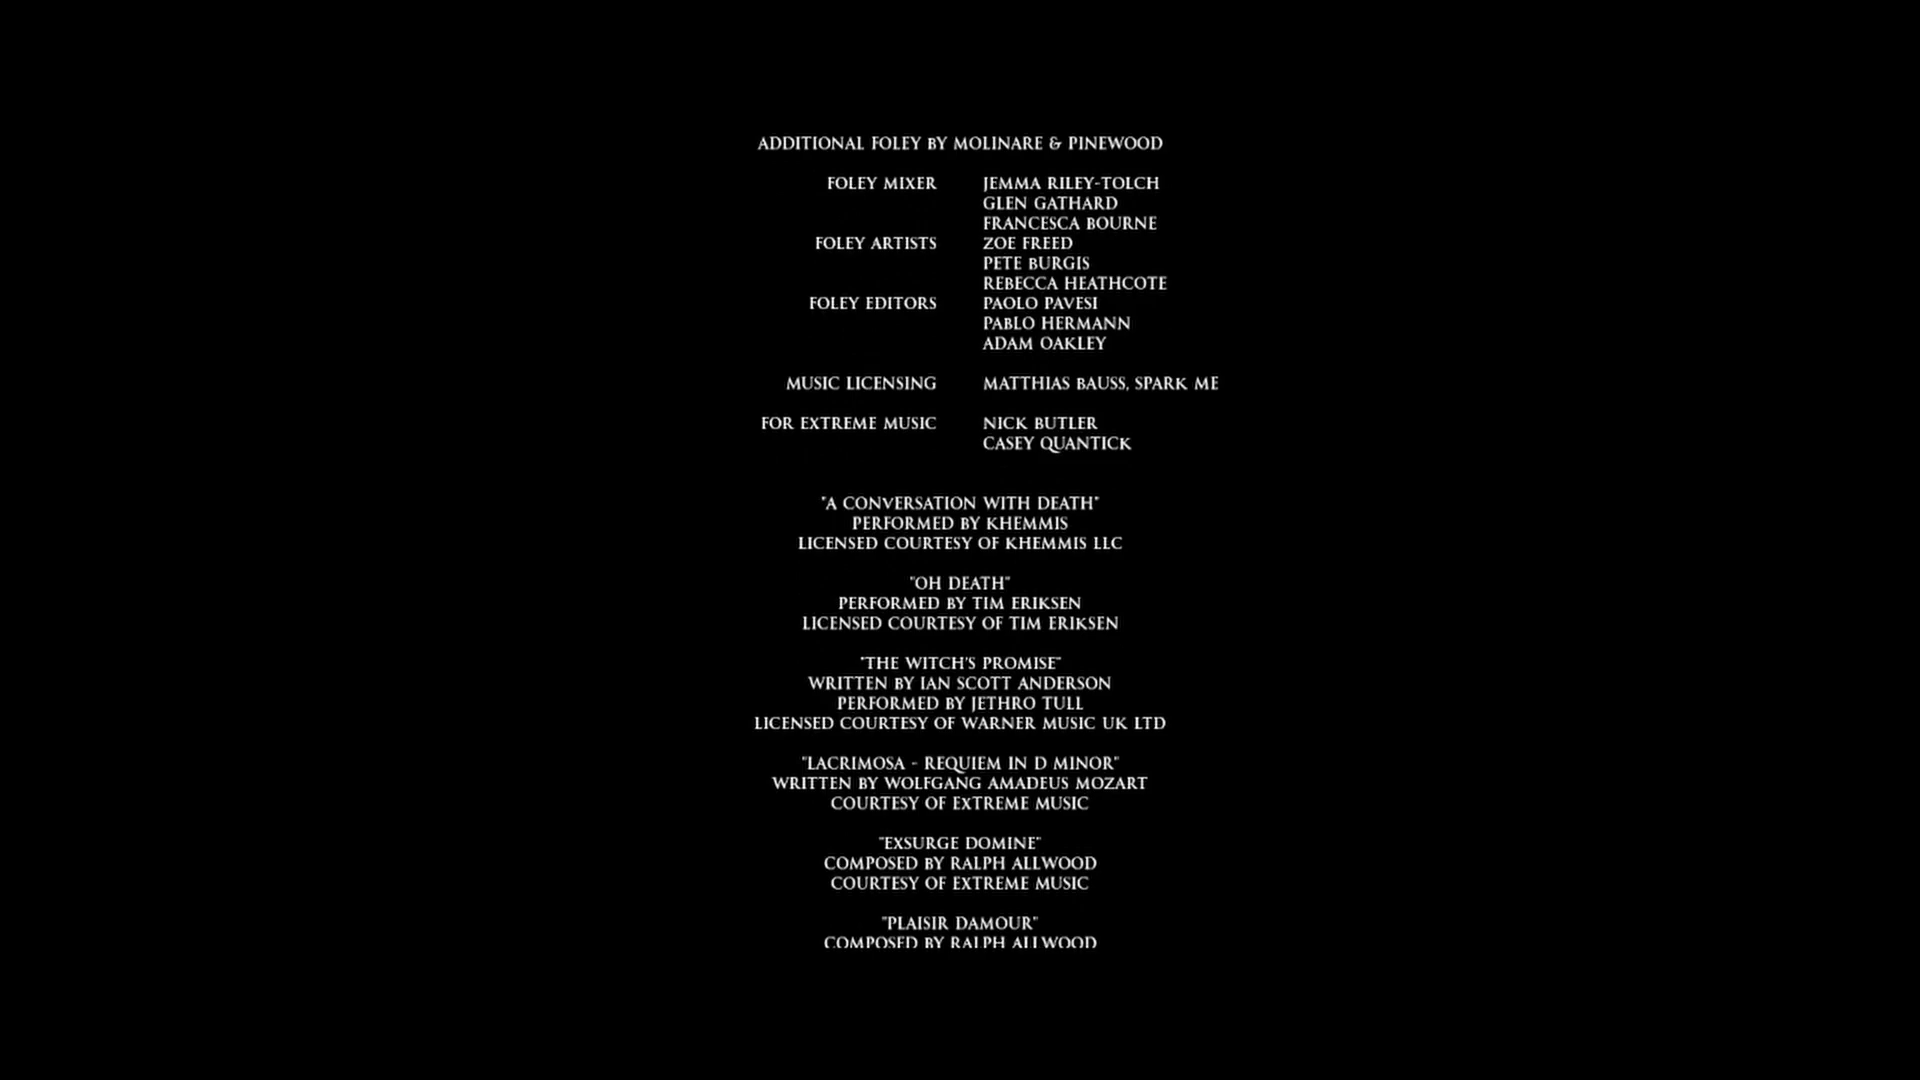 ADDITIONAL FOLEY BY MOLINARE & PINEWOOD
FOLEY MIXER JEMMA RILEY-TOLCH
GLEN GATHARD
FRANCESCA BOURNE
FOLEY ARTISTS ZOE FREED
PETE BURGIS
REBECCA HEATHCOTE
FOLEY EDITORS PAOLO PAVESI
PABLO HERMANN
ADAM OAKLEY
MUSIC LICENSING MATTHIAS BAUSS, SPARK ME
FOR EXTREME MUSIC NICK BUTLER
CASEY QUANTICK
"A CONVERSATION WITH DEATH"
PERFORMED BY KHEMMIS
LICENSED COURTESY OF KHEMMIS LLC
"OH DEATH"
PERFORMED BY TIM ERIKSEN
LICENSED COURTESY OF TIM ERIKSEN
"THE WITCH'S PROMISE"
WRITTEN BY IAN SCOTT ANDERSON
PERFORMED BY JETHRO TULL
LICENSED COURTESY OF WARNER MUSIC UK LTD
"LACRIMOSA - REQUIEM IN D MINOR"
WRITTEN BY WOLFGANG AMADEUS MOZART
COURTESY OF EXTREME MUSIC
"EXSURGE DOMINE"
COMPOSED BY RALPH ALLWOOD
COURTESY OF EXTREME MUSIC
"PLAISIR DAMOUR"
COMPOSED BY RALPH ALLWOOD